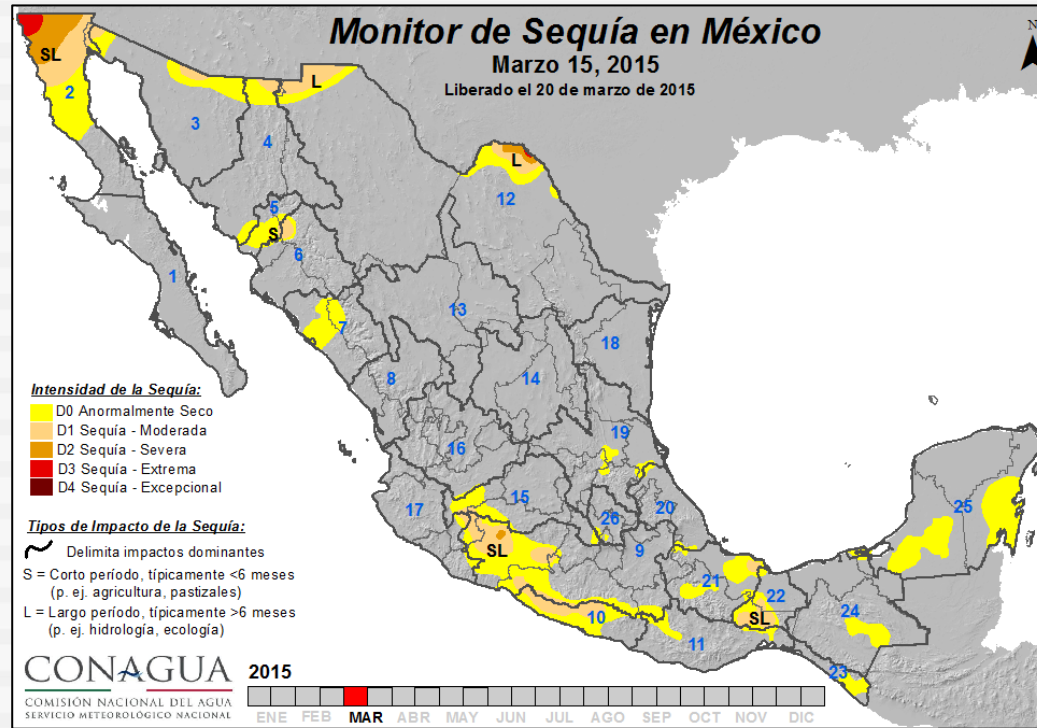 Monitor de Sequía en México
Marzo 15, 2015
Liberado el 20 de marzo de 2015
N
SL
2
3
4
L
L
12
5
S
6
1
7
13
18
8
14
16
19
17
15
26
20
9
25
SL
21
22
SL
24
10
11
23
Intensidad de la Sequía:
D0 Anormalmente Seco
D1 Sequía - Moderada
D2 Sequía - Severa
D3 Sequía - Extrema
D4 Sequía - Excepcional
Tipos de Impacto de la Sequía:
Delimita impactos dominantes
S = Corto período, típicamente <6 meses
(p. ej. agricultura, pastizales)
L = Largo período, típicamente >6 meses
(p. ej. hidrología, ecología)
CONAGUA
COMISIÓN NACIONAL DEL AGUA
SERVICIO METEOROLÓGICO NACIONAL
2015
ENE FEB MAR ABR MAY JUN JUL AGO SEP OCT NOV DIC